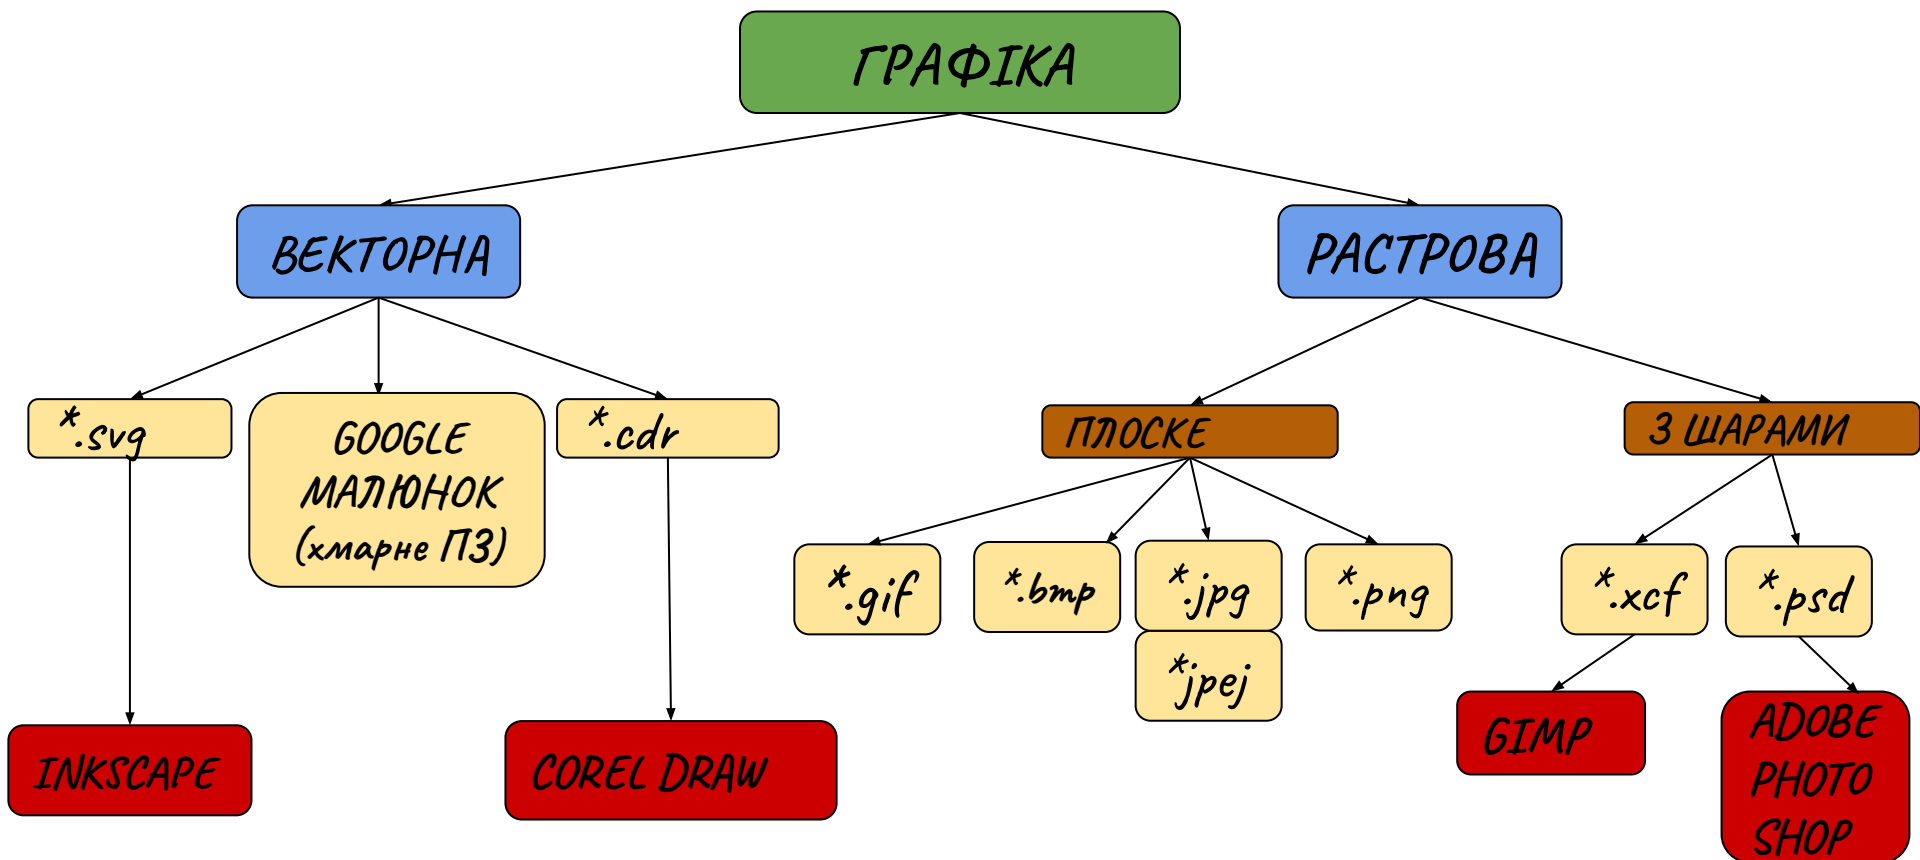 ГРАФІКА
ВЕКТОРНА
РАСТРОВА
*.svg
GOOGLE
МАЛЮНОК
(хмарне ПЗ)
*.cdr
ПЛОСКЕ
З ШАРАМИ
*.gif
*.bmp
*.jpg
*jpej
*.png
*.xcf
*.psd
INKSCAPE
COREL DRAW
GIMP
ADOBE
PHOTO
SHOP